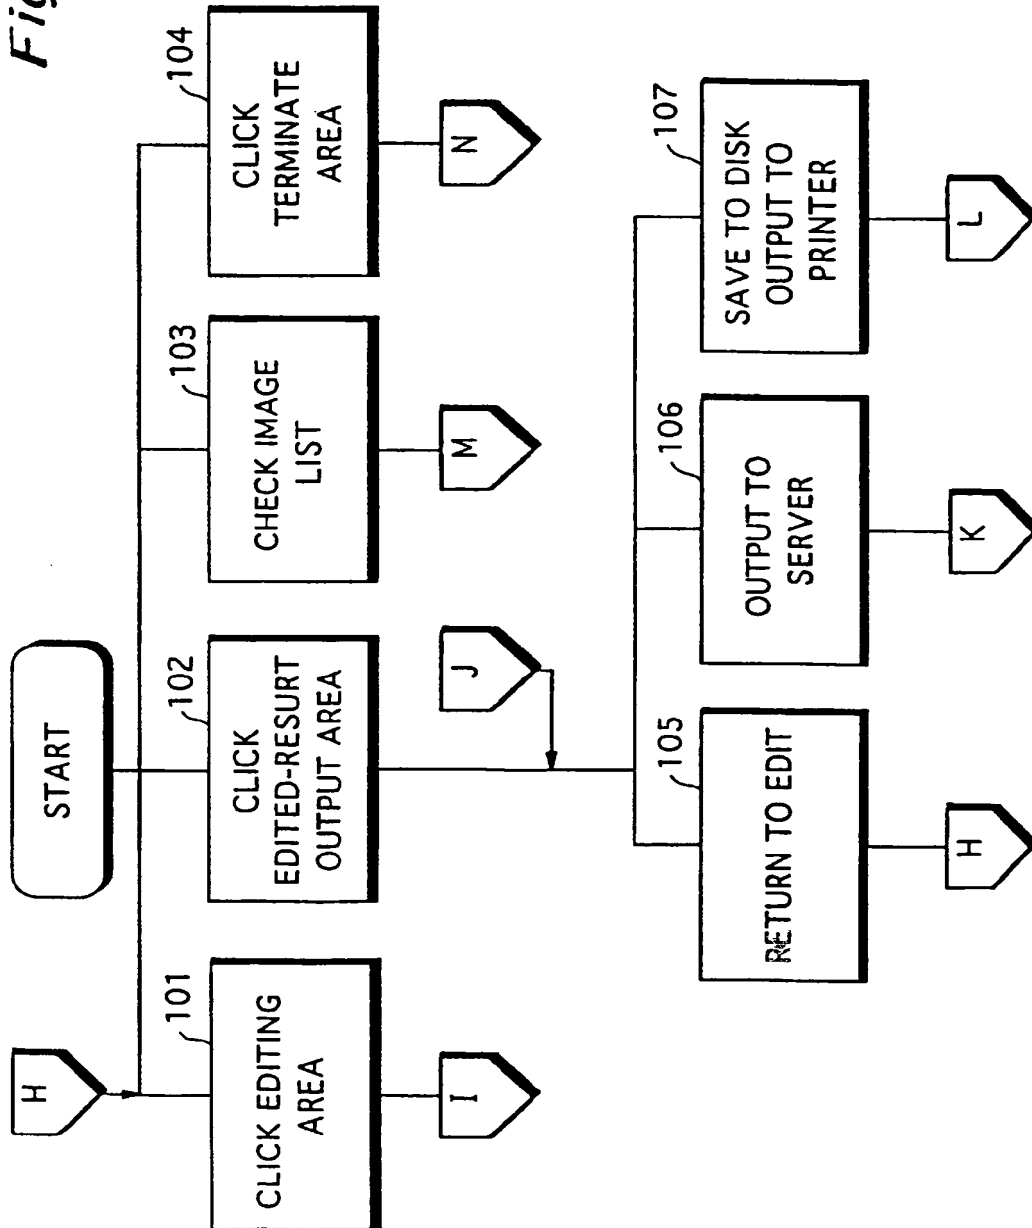 Fig
START
H
101
CLICK EDITING
AREA
I
102
CLICK
EDITED-RESURT
OUTPUT AREA
J
103
CHECK IMAGE
LIST
M
104
CLICK
TERMINATE
AREA
N
105
RETURN TO EDIT
H
106
OUTPUT TO
SERVER
K
107
SAVE TO DISK
OUTPUT TO
PRINTER
L